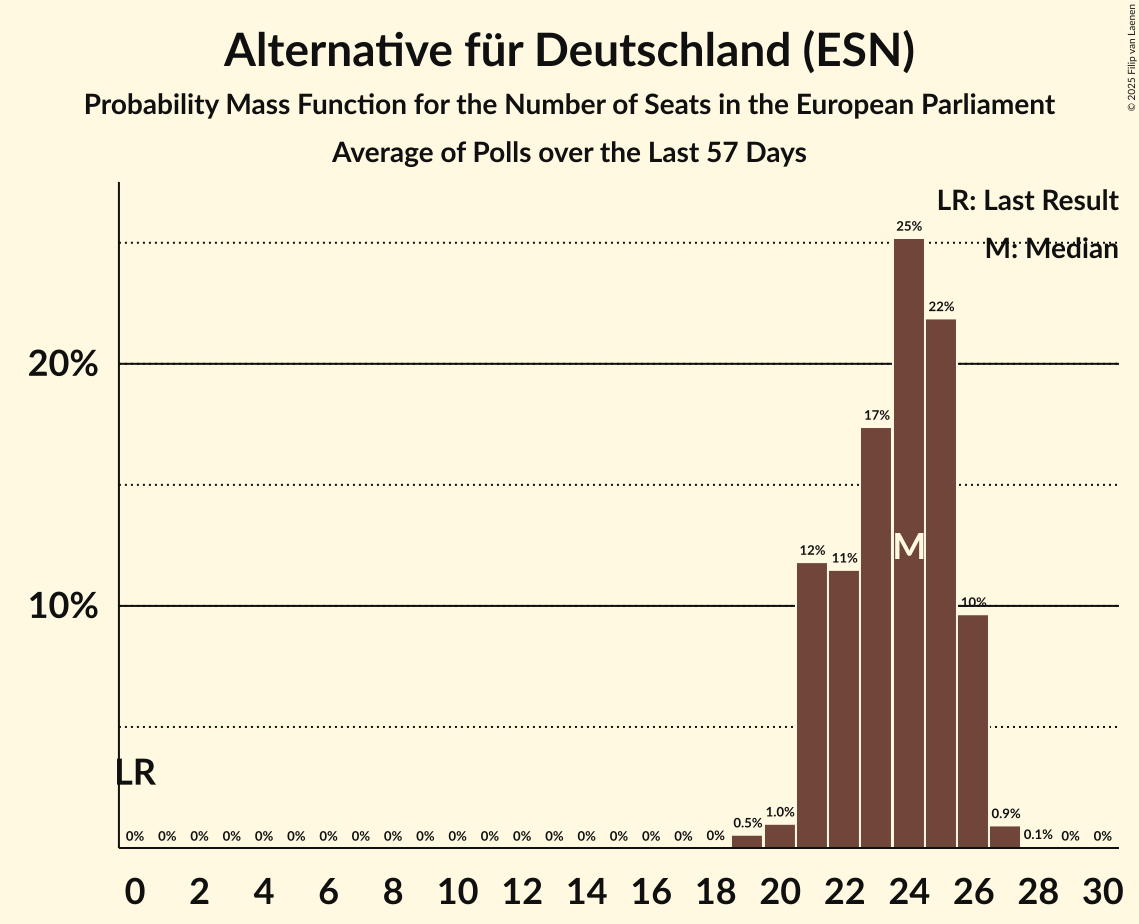 Alternative für Deutschland (ESN)
Probability Mass Function for the Number of Seats in the European Parliament
Average of Polls over the Last 57 Days
© 2025 Filip van Laenen
LR: Last Result
M: Median
25%
22%
20%
17%
12%
11%
M
10%
10%
LR
0% 0% 0% 0% 0% 0% 0% 0% 0% 0% 0% 0% 0% 0% 0% 0% 0% 0% 0% 0.5% 1.0% 0.9% 0.1% 0% 0%
0 2 4 6 8 10 12 14 16 18 20 22 24 26 28 30